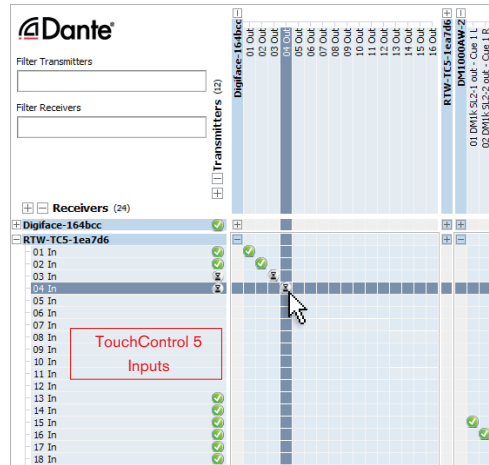 Dante®
Filter Transmitters
Filter Receivers
Transmitters (12)
Receivers (24)
Digiface-164bcc
01 Out
02 Out
03 Out
04 Out
05 Out
06 Out
07 Out
08 Out
09 Out
10 Out
11 Out
12 Out
13 Out
14 Out
15 Out
16 Out
RTW-TC5-1ea7d6
DM1000AW-2
01 DM1k SL2-1 out - Cue 1 L
02 DM1k SL2-2 out - Cue 1 R
Digiface-164bcc
RTW-TC5-1ea7d6
01 In
02 In
03 In
04 In
05 In
06 In
07 In
08 In
09 In
10 In
11 In
12 In
13 In
14 In
15 In
16 In
17 In
18 In
TouchControl 5
Inputs